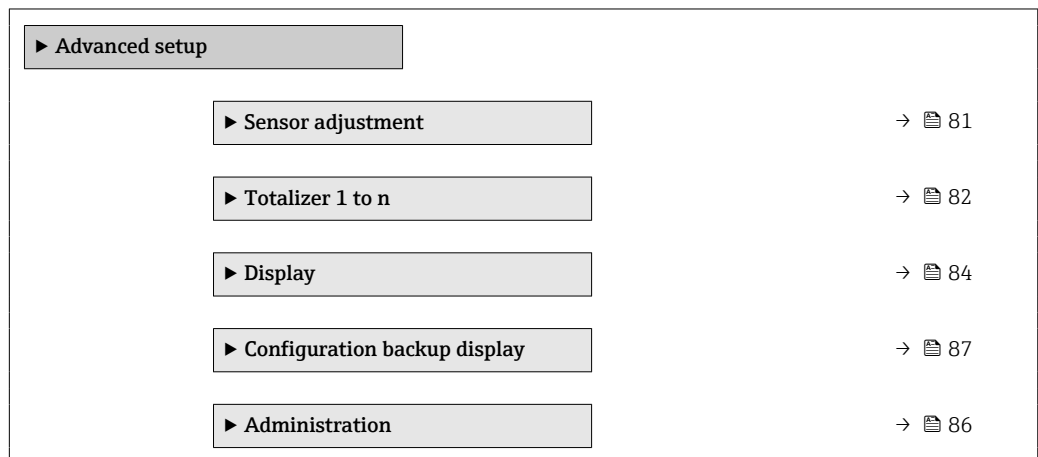 ► Advanced setup
► Sensor adjustment → 81
► Totalizer 1 to n → 82
► Display → 84
► Configuration backup display → 87
► Administration → 86